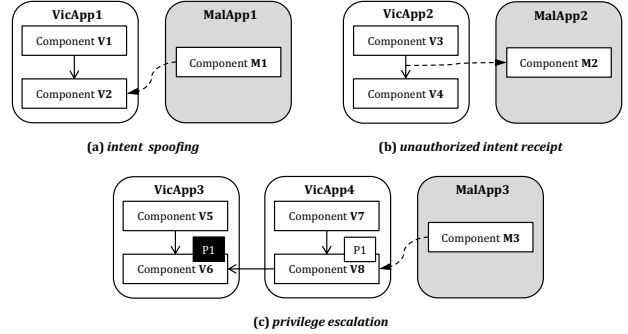 VicApp1
Component V1
Component V2
MalApp1
Component M1
(a) intent spoofing
VicApp2
Component V3
Component V4
MalApp2
Component M2
(b) unauthorized intent receipt
VicApp3
Component V5
P1
Component V6
VicApp4
Component V7
P1
Component V8
MalApp3
Component M3
(c) privilege escalation